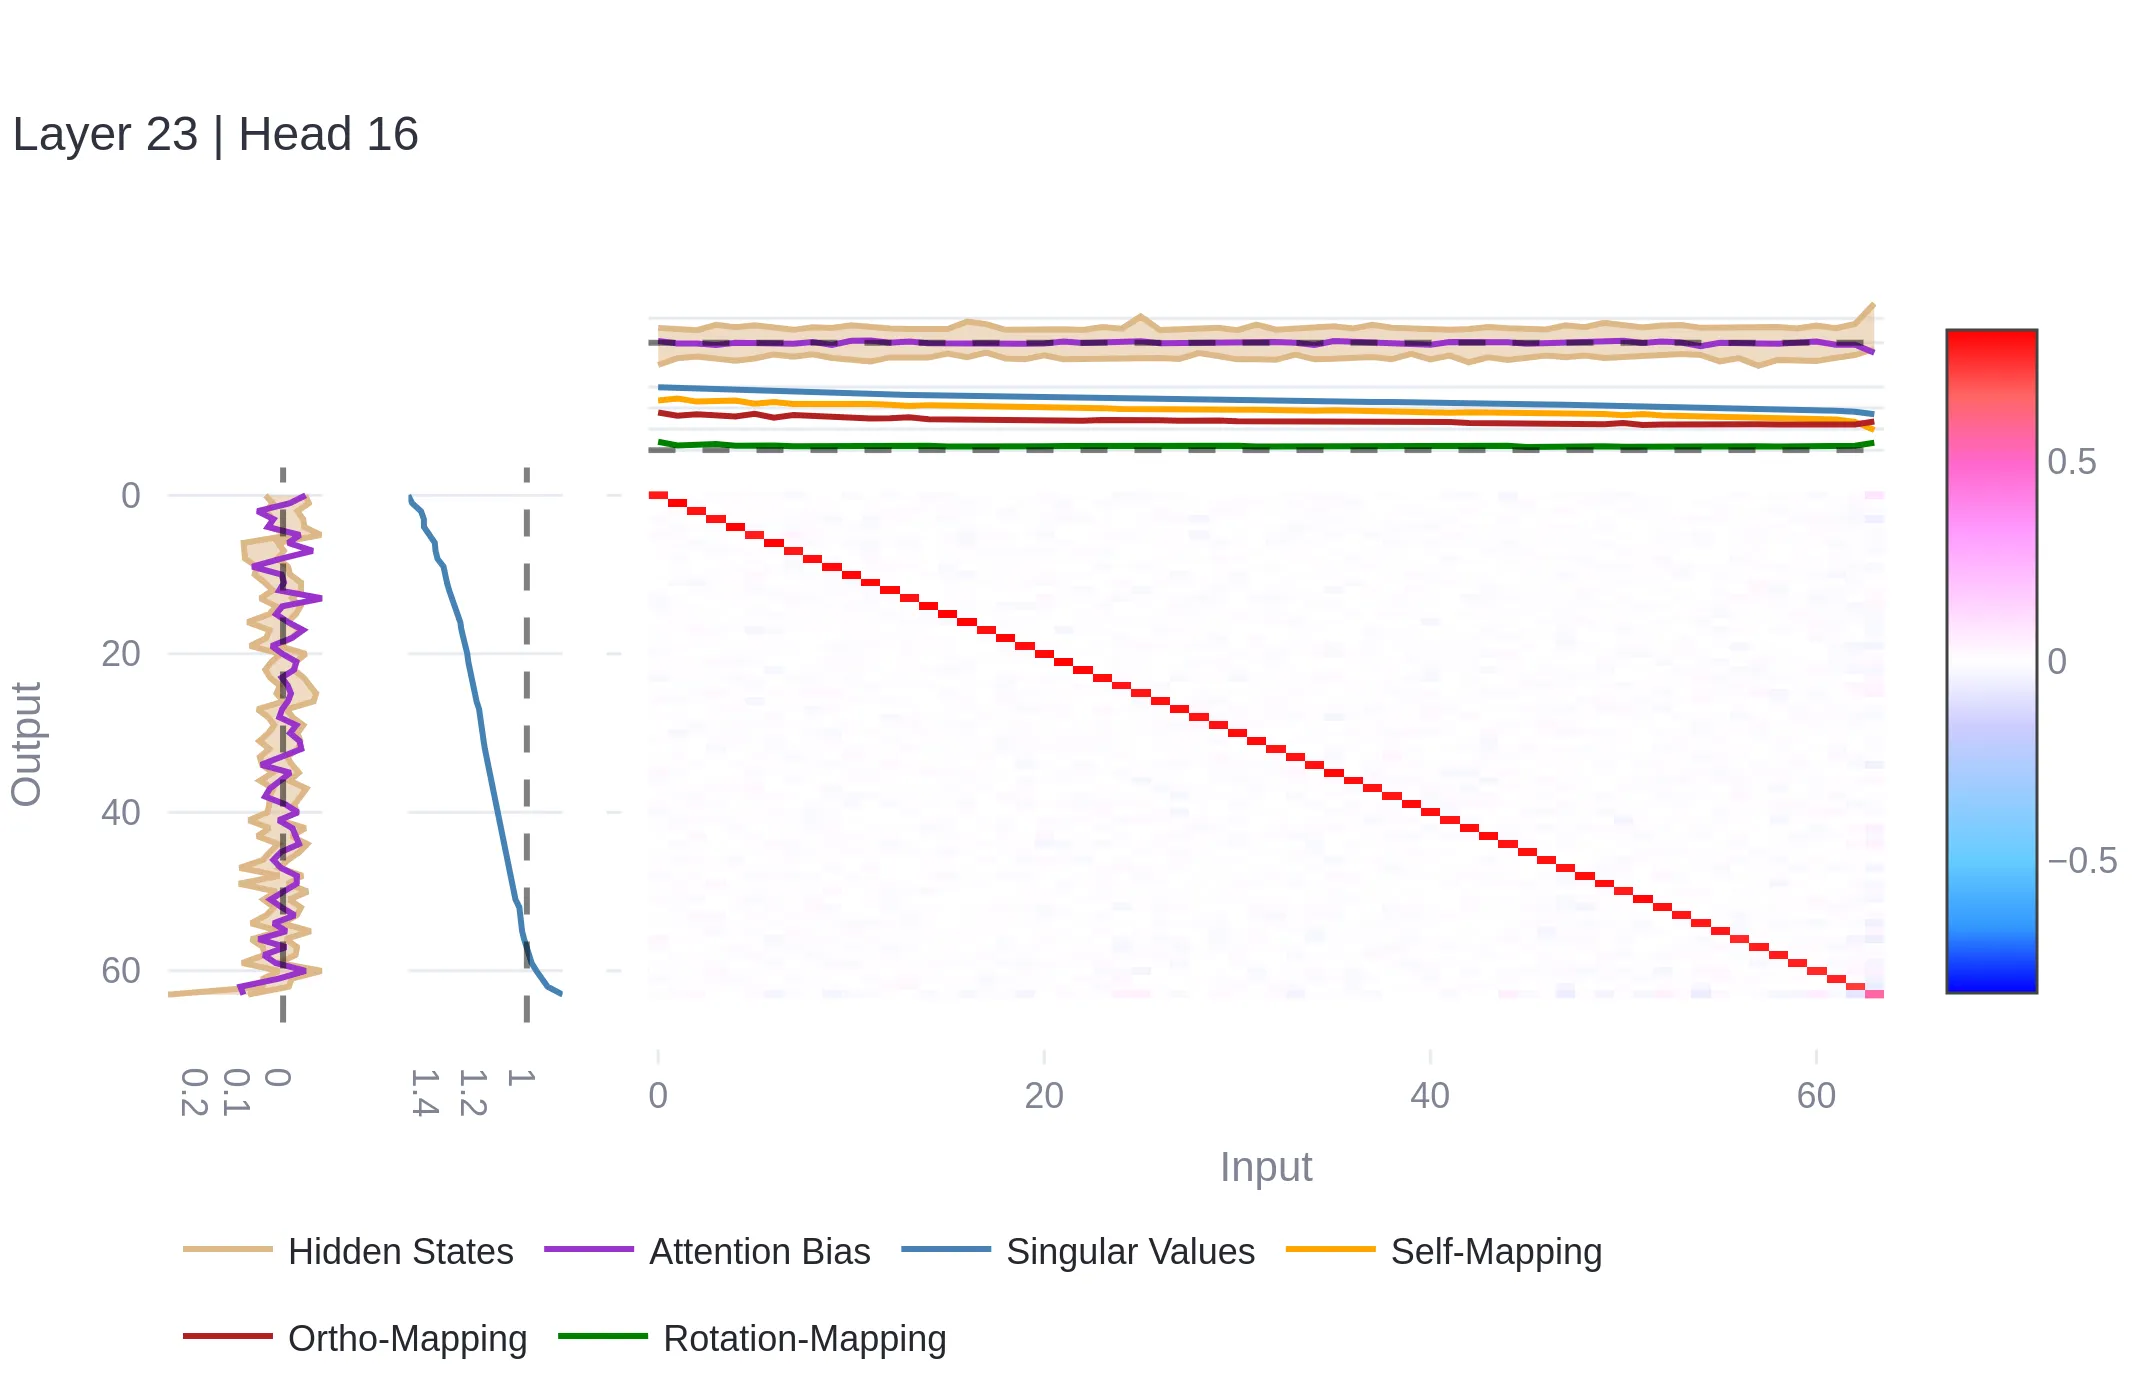 Layer 23 | Head 16
0
20
40
60
Output
0.2
0.1
0
1.4
1.2
1
0
20
40
60
Input
0.5
0
−0.5
Hidden States
Attention Bias
Singular Values
Self-Mapping
Ortho-Mapping
Rotation-Mapping